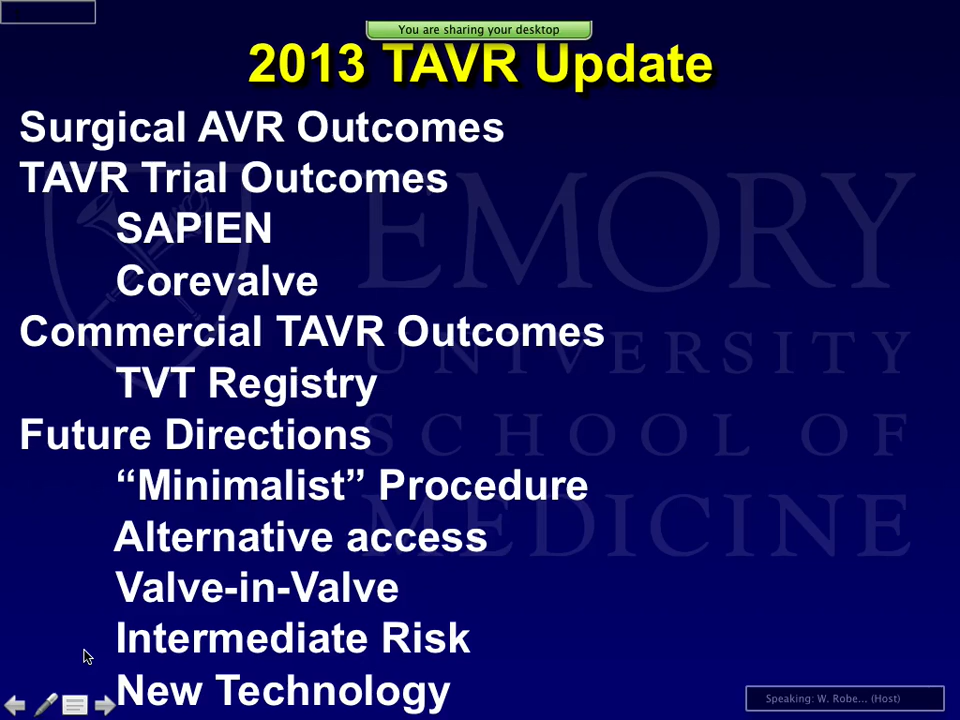 You are sharing your desktop
2013 TAVR Update
Surgical AVR Outcomes
TAVR Trial Outcomes
SAPIEN
Corevalve
Commercial TAVR Outcomes
TVT Registry
Future Directions
“Minimalist” Procedure
Alternative access
Valve-in-Valve
Intermediate Risk
New Technology
EMORY
UNIVERSITY
SCHOOL OF
MEDICINE
Speaking: W. Robe... (Host)